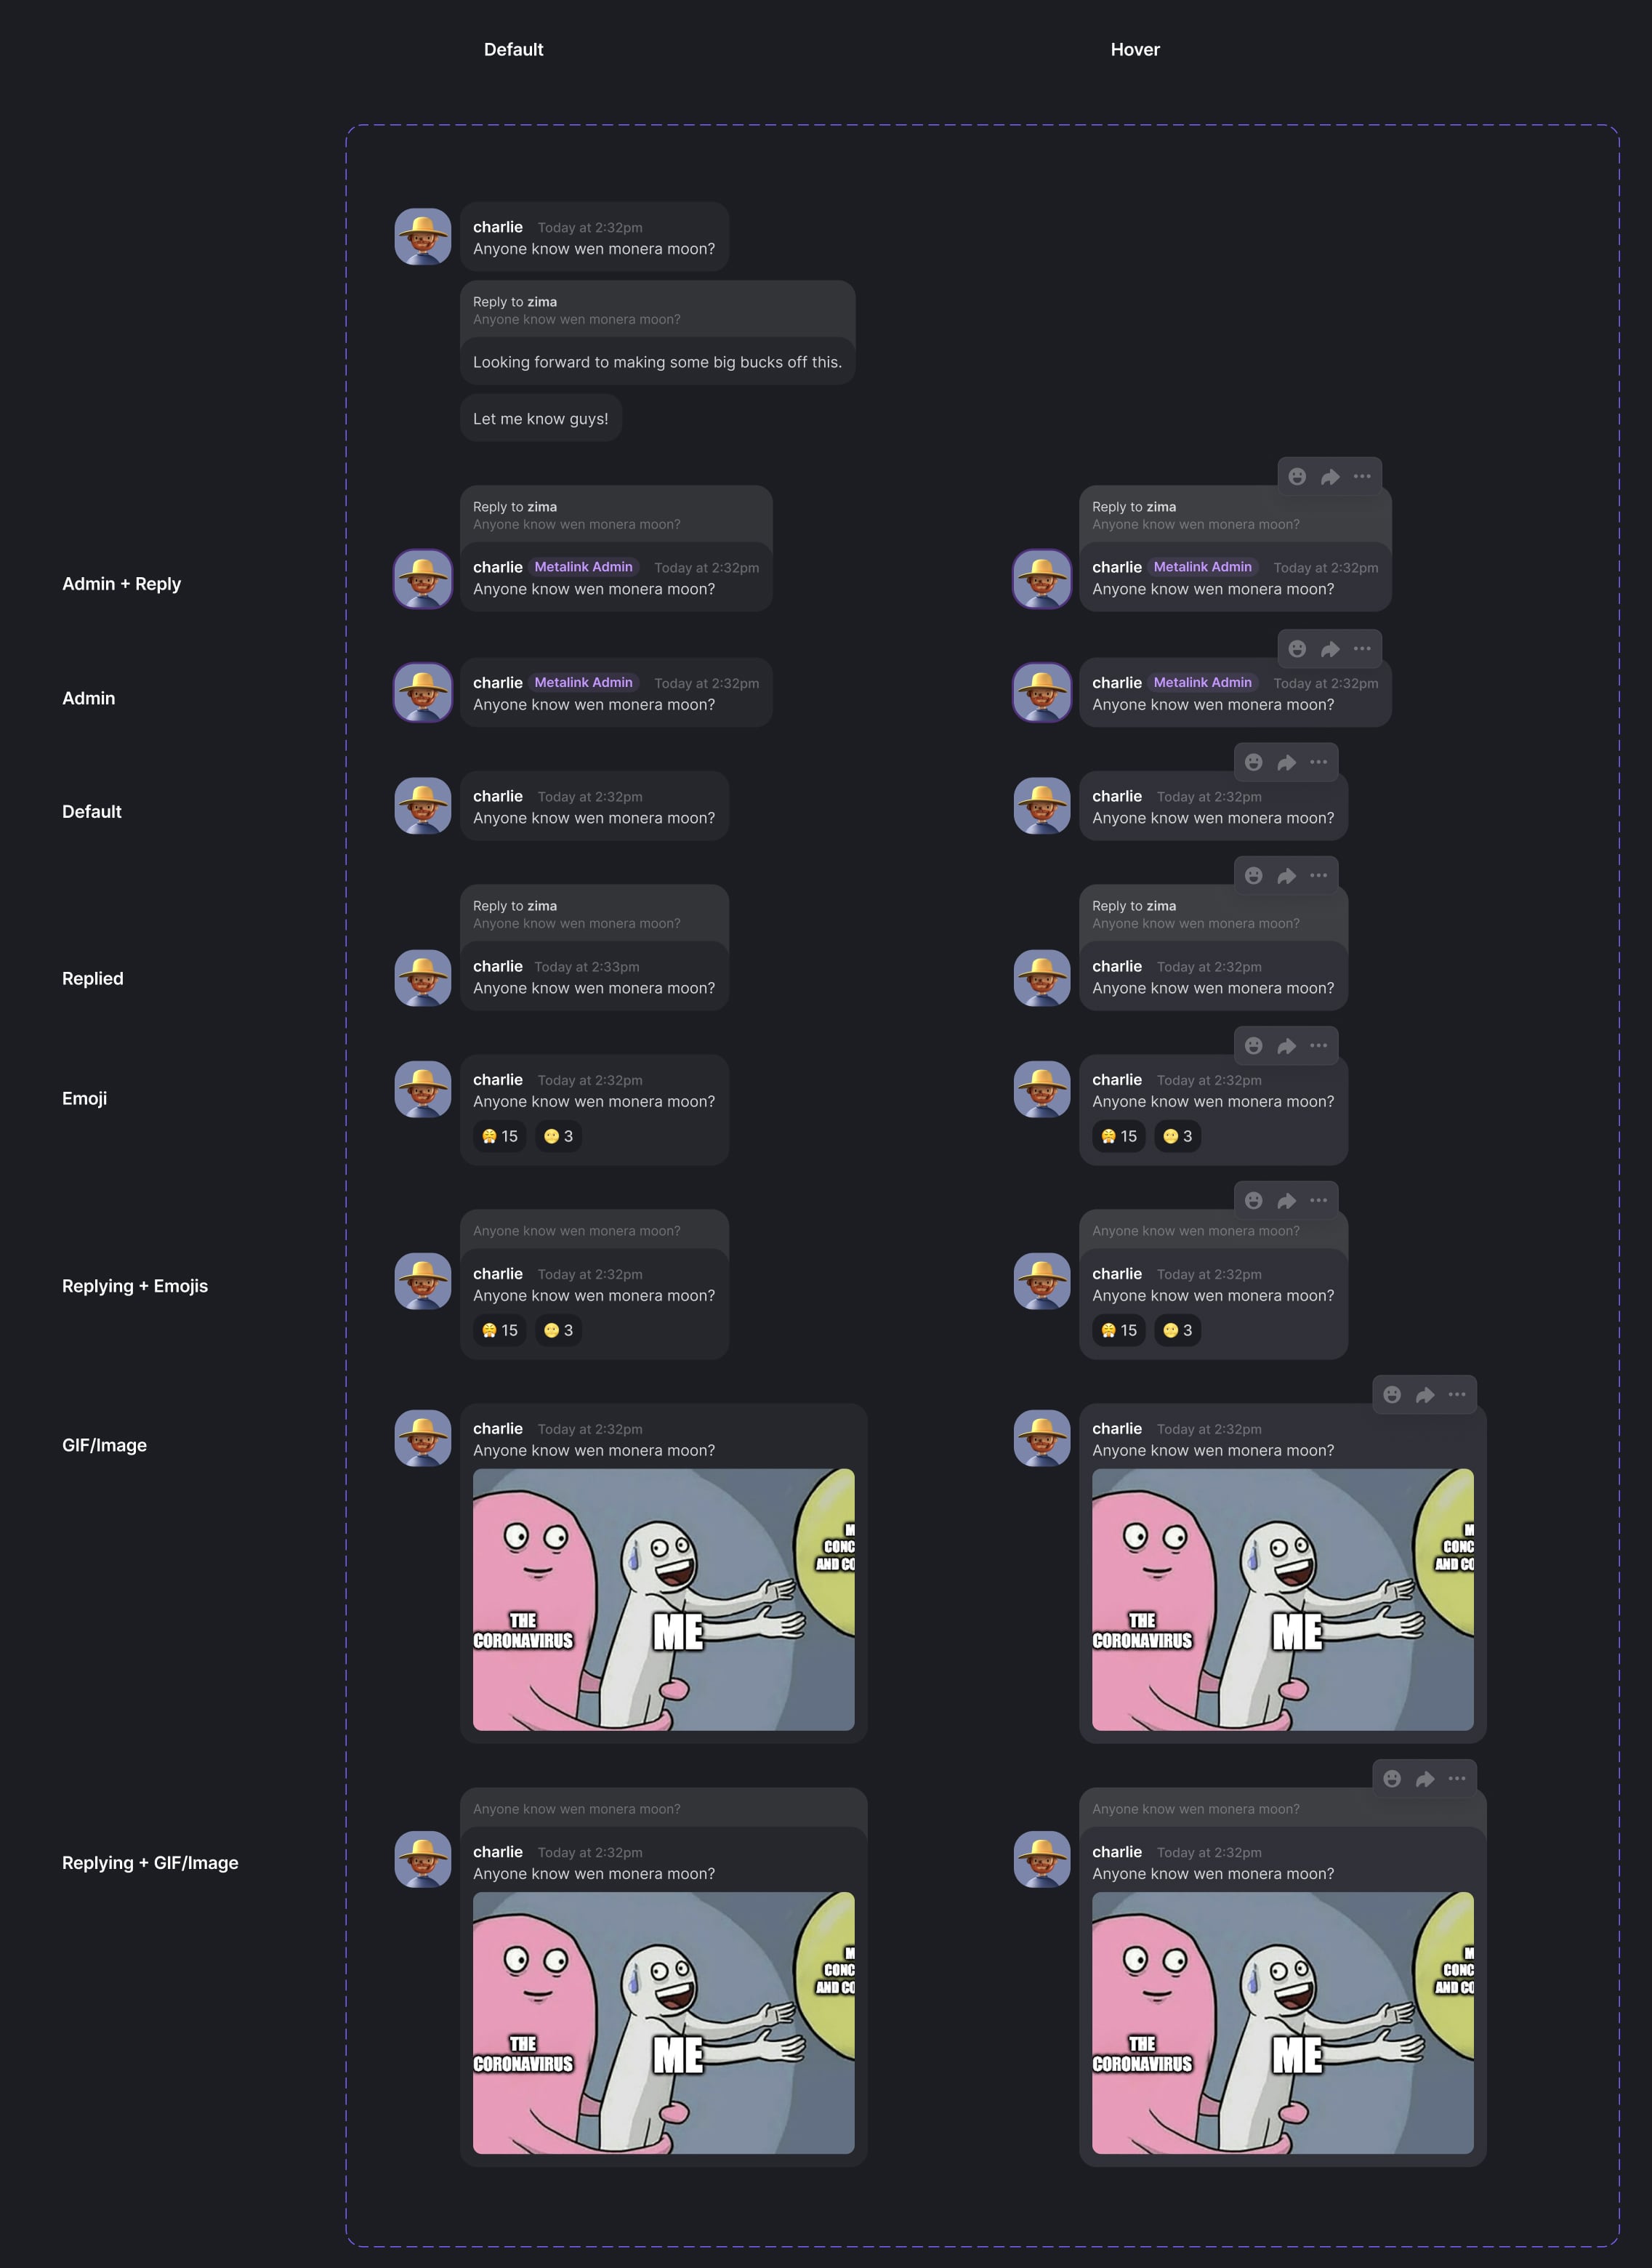 Default
Hover
charlie Today at 2:32pm
Anyone know wen monera moon?
Reply to zima
Anyone know wen monera moon?
Looking forward to making some big bucks off this.
Let me know guys!
Admin + Reply
Reply to zima
Anyone know wen monera moon?
charlie Metalink Admin Today at 2:32pm
Anyone know wen monera moon?
Reply to zima
Anyone know wen monera moon?
charlie Metalink Admin Today at 2:32pm
Anyone know wen monera moon?
Admin
charlie Metalink Admin Today at 2:32pm
Anyone know wen monera moon?
charlie Metalink Admin Today at 2:32pm
Anyone know wen monera moon?
Default
charlie Today at 2:32pm
Anyone know wen monera moon?
charlie Today at 2:32pm
Anyone know wen monera moon?
Replied
Reply to zima
Anyone know wen monera moon?
charlie Today at 2:33pm
Anyone know wen monera moon?
Reply to zima
Anyone know wen monera moon?
charlie Today at 2:32pm
Anyone know wen monera moon?
Emoji
charlie Today at 2:32pm
Anyone know wen monera moon?
15 3
charlie Today at 2:32pm
Anyone know wen monera moon?
15 3
Replying + Emojis
Anyone know wen monera moon?
charlie Today at 2:32pm
Anyone know wen monera moon?
15 3
Anyone know wen monera moon?
charlie Today at 2:32pm
Anyone know wen monera moon?
15 3
GIF/Image
charlie Today at 2:32pm
Anyone know wen monera moon?
M
CONC
AND CO
THE
CORONAVIRUS
ME
charlie Today at 2:32pm
Anyone know wen monera moon?
M
CONC
AND CO
THE
CORONAVIRUS
ME
Replying + GIF/Image
Anyone know wen monera moon?
charlie Today at 2:32pm
Anyone know wen monera moon?
M
CONC
AND CO
THE
CORONAVIRUS
ME
Anyone know wen monera moon?
charlie Today at 2:32pm
Anyone know wen monera moon?
M
CONC
AND CO
THE
CORONAVIRUS
ME